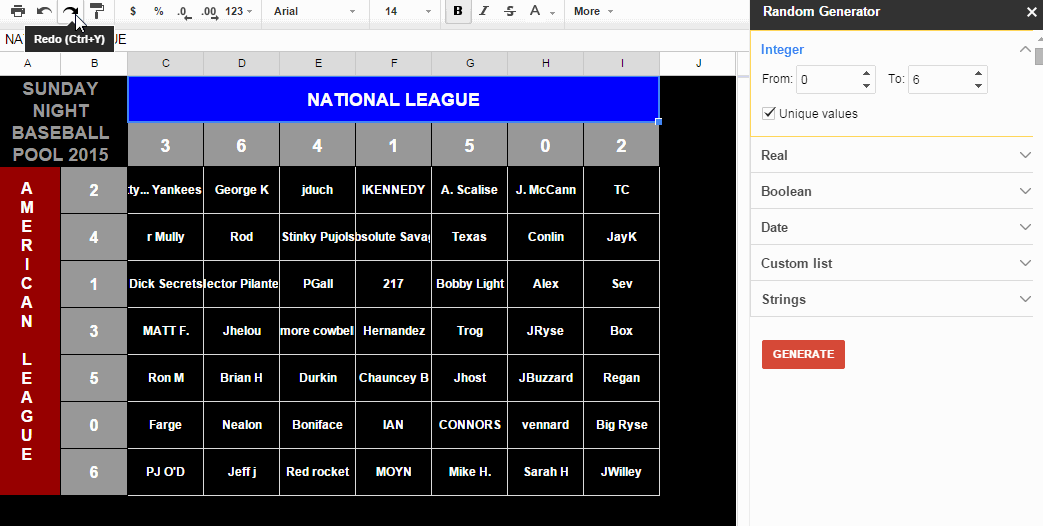 $ % .0 .00 123 Arial 14 B I S A More
Random Generator
Redo (Ctrl+Y)
NA UE
Integer
From: 0 To: 6
Unique values
Real
Boolean
Date
Custom list
Strings
GENERATE
A B C D E F G H I J
SUNDAY
NIGHT
BASEBALL
POOL 2015
NATIONAL LEAGUE
3 6 4 1 5 0 2
AMERICAN LEAGUE
2 ty... Yankees George K jduch IKENNEDY A. Scalise J. McCann TC
4 r Mully Rod Stinky Pujols bsolute Savag Texas Conlin JayK
1 Dick Secrets lector Pilante PGall 217 Bobby Light Alex Sev
3 MATT F. Jhelou more cowbel Hernandez Trog JRyse Box
5 Ron M Brian H Durkin Chauncey B Jhost JBuzzard Regan
0 Farge Nealon Boniface IAN CONNORS vennard Big Ryse
6 PJ O'D Jeff j Red rocket MOYN Mike H. Sarah H JWilley